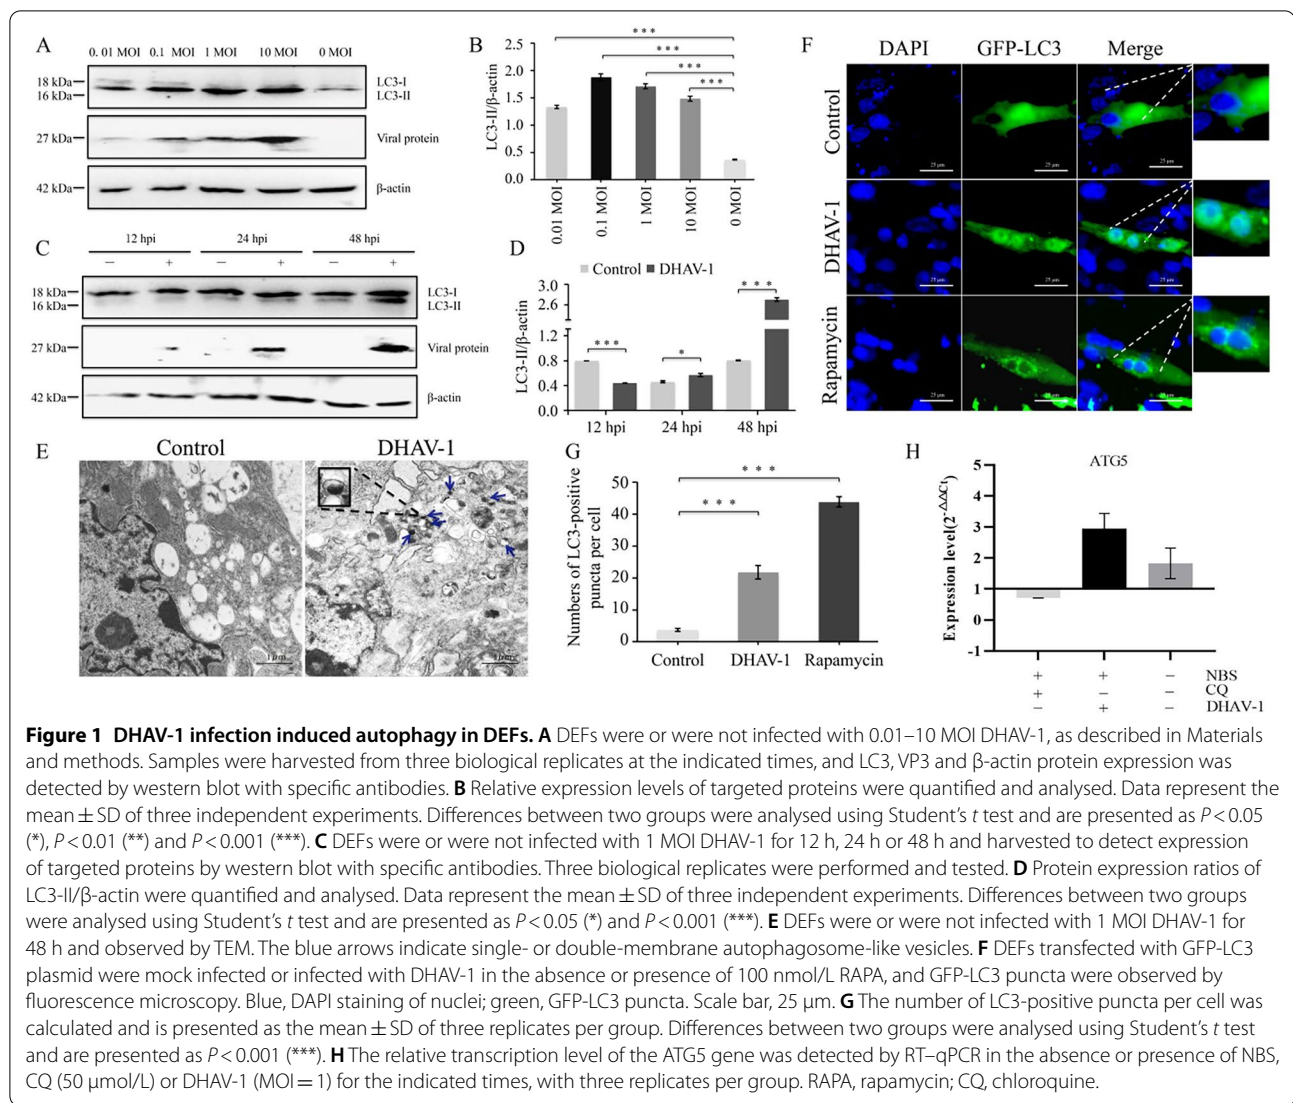 A
0. 01 MOI 0.1 MOI 1 MOI 10 MOI 0 MOI
18 kDa
16 kDa
LC3-I
LC3-II
27 kDa
Viral protein
42 kDa
β-actin
B
LC3-II/β-actin
2.5
2.0
1.5
1.0
0.5
0.0
* * *
* * *
* * *
* * *
0.01 MOI
0.1 MOI
1 MOI
10 MOI
0 MOI
C
12 hpi 24 hpi 48 hpi
− + − + − +
18 kDa
16 kDa
LC3-I
LC3-II
27 kDa
Viral protein
42 kDa
β-actin
D
Control DHAV-1
LC3-II/β-actin
3.0
2.6
1.2
0.8
0.4
0.0
* * *
*
* * *
12 hpi 24 hpi 48 hpi
E
Control DHAV-1
1 μm
1 μm
F
DAPI GFP-LC3 Merge
Control
25 μm 25 μm 25 μm
DHAV-1
25 μm 25 μm 25 μm
Rapamycin
25 μm 25 μm 25 μm
G
Numbers of LC3-positive
puncta per cell
50
40
30
20
10
0
* * *
* * *
Control DHAV-1 Rapamycin
H
ATG5
Expression level(2^-ΔΔCt)
5
4
3
2
1
0
-1
+ + − NBS
+ − − CQ
− + − DHAV-1
Figure 1 DHAV-1 infection induced autophagy in DEFs. A DEFs were or were not infected with 0.01–10 MOI DHAV-1, as described in Materials
and methods. Samples were harvested from three biological replicates at the indicated times, and LC3, VP3 and β-actin protein expression was
detected by western blot with specific antibodies. B Relative expression levels of targeted proteins were quantified and analysed. Data represent the
mean ± SD of three independent experiments. Differences between two groups were analysed using Student's t test and are presented as P < 0.05
(*), P < 0.01 (**) and P < 0.001 (***). C DEFs were or were not infected with 1 MOI DHAV-1 for 12 h, 24 h or 48 h and harvested to detect expression
of targeted proteins by western blot with specific antibodies. Three biological replicates were performed and tested. D Protein expression ratios of
LC3-II/β-actin were quantified and analysed. Data represent the mean ± SD of three independent experiments. Differences between two groups
were analysed using Student's t test and are presented as P < 0.05 (*) and P < 0.001 (***). E DEFs were or were not infected with 1 MOI DHAV-1 for
48 h and observed by TEM. The blue arrows indicate single- or double-membrane autophagosome-like vesicles. F DEFs transfected with GFP-LC3
plasmid were mock infected or infected with DHAV-1 in the absence or presence of 100 nmol/L RAPA, and GFP-LC3 puncta were observed by
fluorescence microscopy. Blue, DAPI staining of nuclei; green, GFP-LC3 puncta. Scale bar, 25 μm. G The number of LC3-positive puncta per cell was
calculated and is presented as the mean ± SD of three replicates per group. Differences between two groups were analysed using Student's t test
and are presented as P < 0.001 (***). H The relative transcription level of the ATG5 gene was detected by RT–qPCR in the absence or presence of NBS,
CQ (50 μmol/L) or DHAV-1 (MOI = 1) for the indicated times, with three replicates per group. RAPA, rapamycin; CQ, chloroquine.